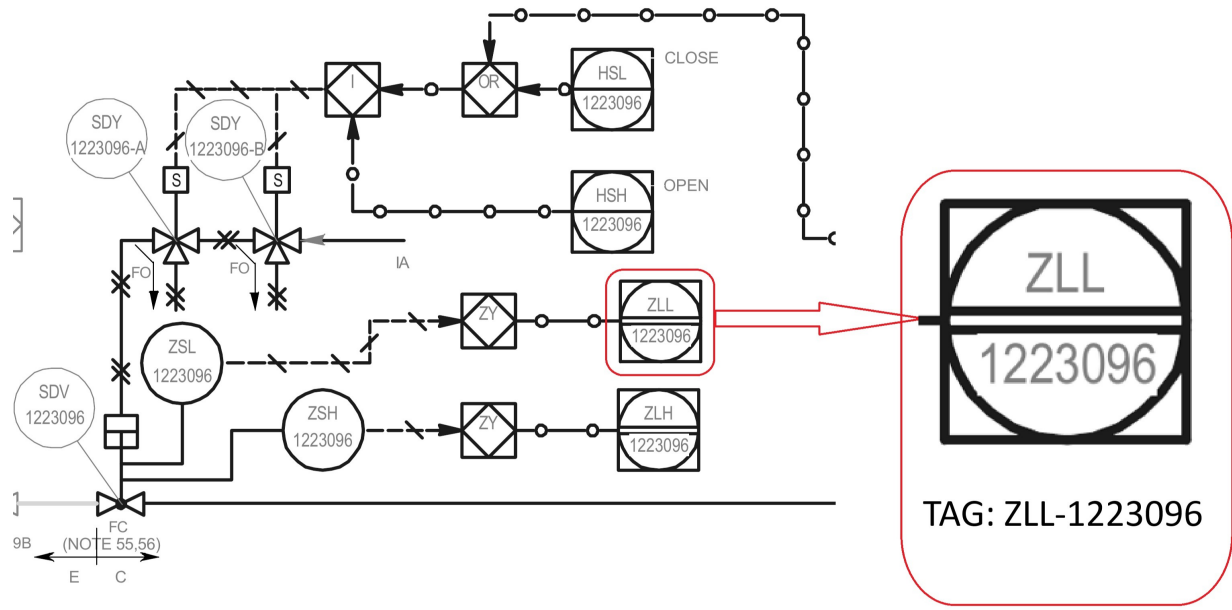 CLOSE
HSL
1223096
OR
I
SDY
1223096-A
SDY
1223096-B
S
S
OPEN
HSH
1223096
IA
FO
FO
ZLL
1223096
ZY
ZSL
1223096
SDV
1223096
ZSH
1223096
ZY
ZLH
1223096
FC
(NOTE 55,56)
9B
E
C
ZLL
1223096
TAG: ZLL-1223096